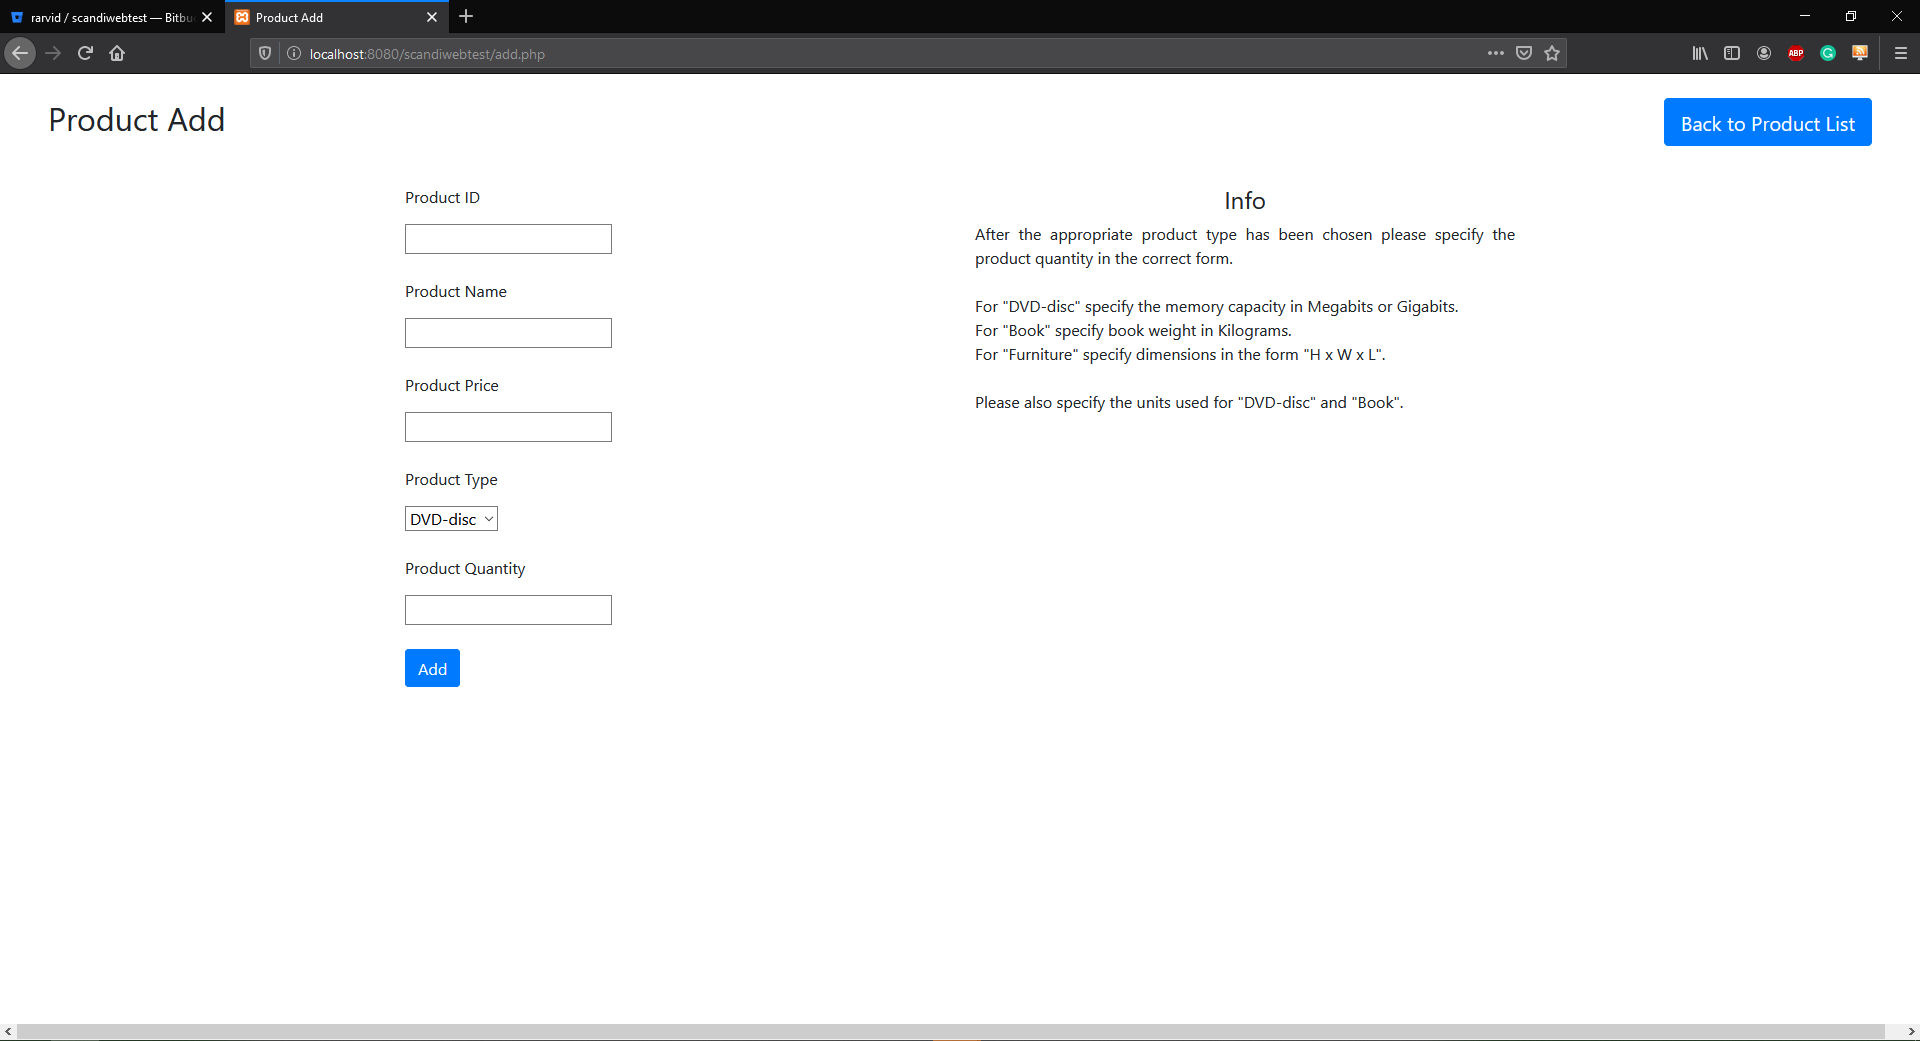 rarvid / scandiwebtest — Bitbu
Product Add
localhost:8080/scandiwebtest/add.php
ABP
Product Add
Back to Product List
Product ID
Product Name
Product Price
Product Type
DVD-disc
Product Quantity
Add
Info
After the appropriate product type has been chosen please specify the
product quantity in the correct form.
For "DVD-disc" specify the memory capacity in Megabits or Gigabits.
For "Book" specify book weight in Kilograms.
For "Furniture" specify dimensions in the form "H x W x L".
Please also specify the units used for "DVD-disc" and "Book".